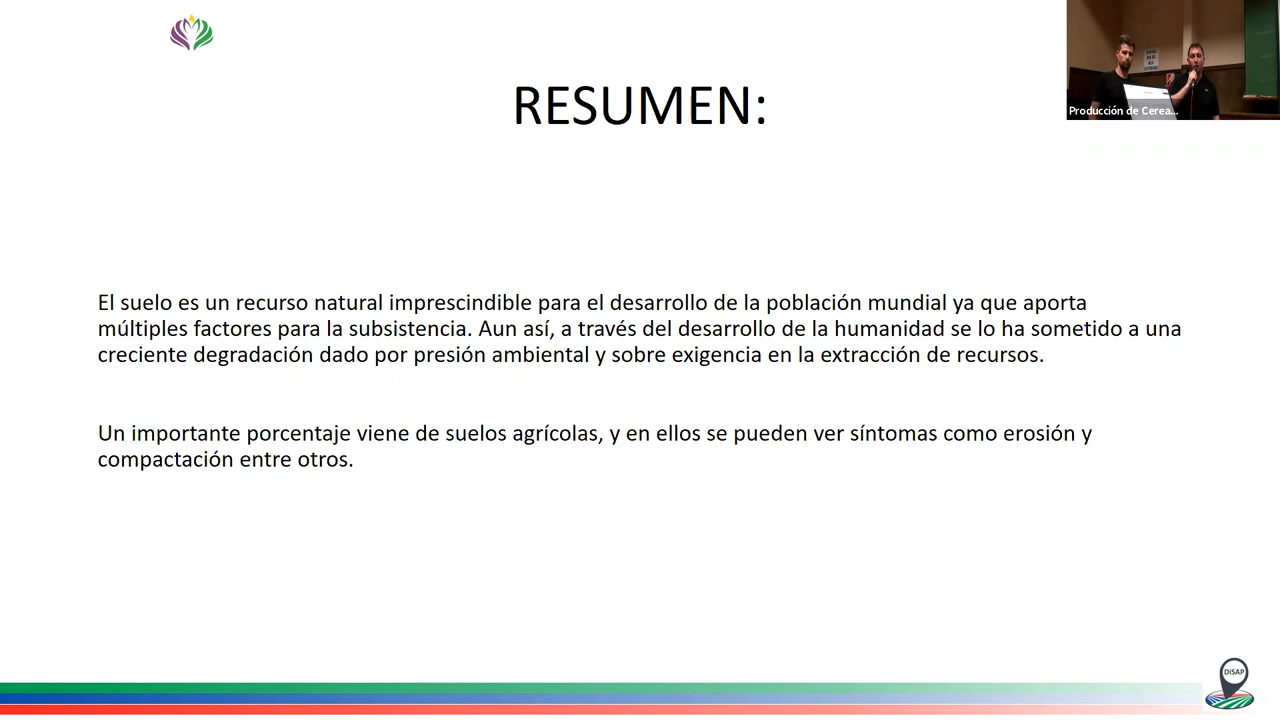 RESUMEN:
Producción de Cerea...
El suelo es un recurso natural imprescindible para el desarrollo de la población mundial ya que aporta
múltiples factores para la subsistencia. Aun así, a través del desarrollo de la humanidad se lo ha sometido a una
creciente degradación dado por presión ambiental y sobre exigencia en la extracción de recursos.
Un importante porcentaje viene de suelos agrícolas, y en ellos se pueden ver síntomas como erosión y
compactación entre otros.
DiSAP